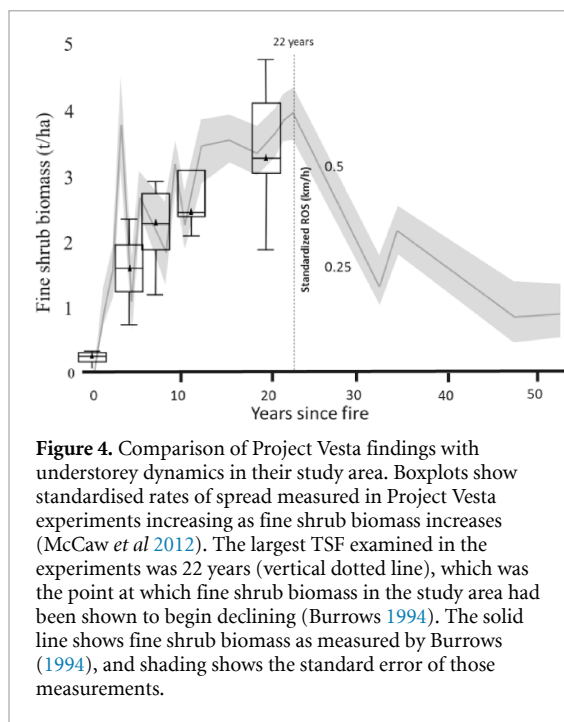 22 years
5
4
3
2
1
0
Fine shrub biomass (t/ha)
Standardized ROS (km/h)
0.5
0.25
0 10 20 30 40 50
Years since fire
Figure 4. Comparison of Project Vesta findings with
understorey dynamics in their study area. Boxplots show
standardised rates of spread measured in Project Vesta
experiments increasing as fine shrub biomass increases
(McCaw et al 2012). The largest TSF examined in the
experiments was 22 years (vertical dotted line), which was
the point at which fine shrub biomass in the study area had
been shown to begin declining (Burrows 1994). The solid
line shows fine shrub biomass as measured by Burrows
(1994), and shading shows the standard error of those
measurements.